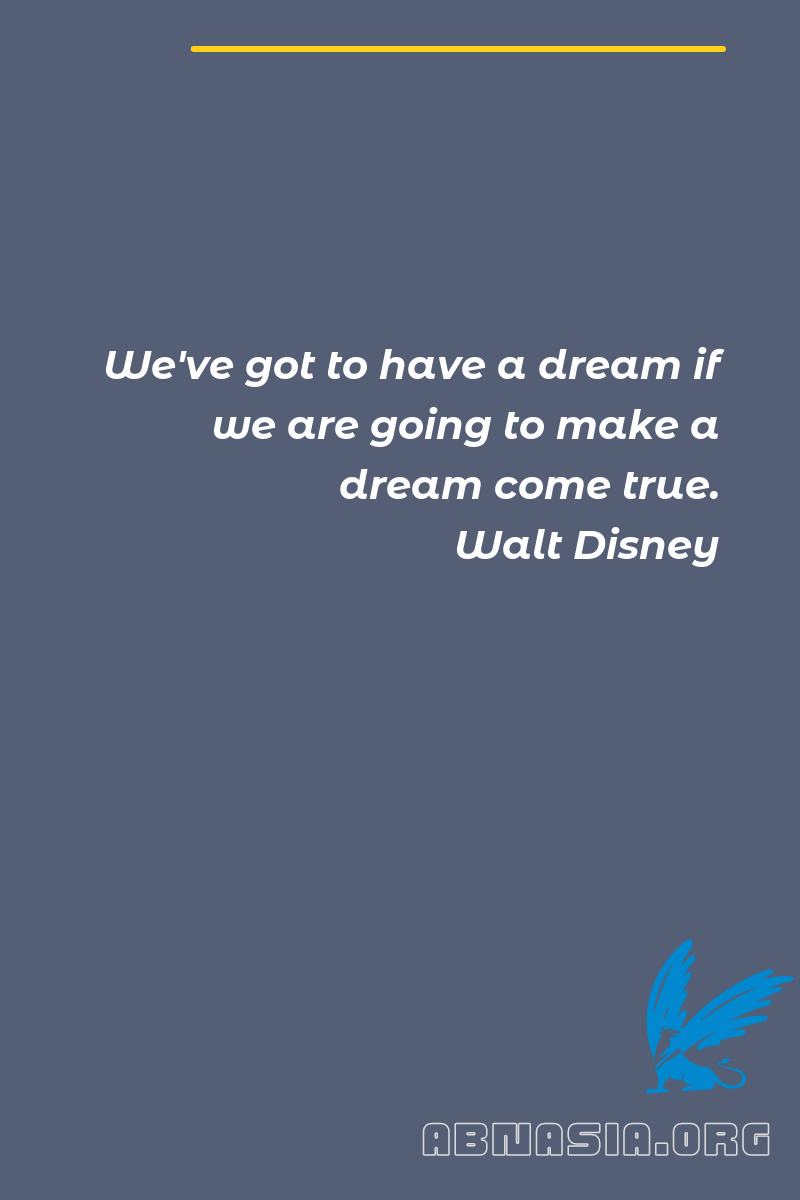 We've got to have a dream if
we are going to make a
dream come true.
Walt Disney
ABNASIA.ORG